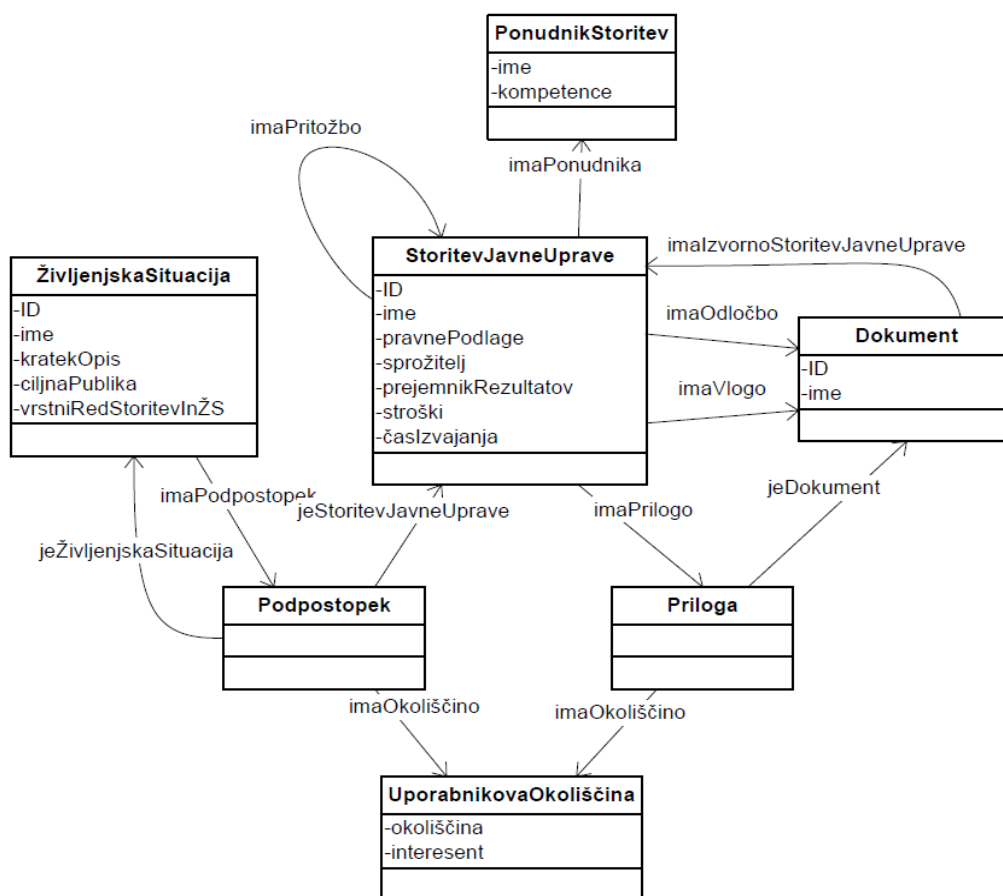 PonudnikStoritev
-ime
-kompetence
imaPritožbo
imaPonudnika
StoritevJavneUprave
-ID
-ime
-pravnePodlage
-sprožitelj
-prejemnikRezultatov
-stroški
-časIzvajanja
imaIzvornoStoritevJavneUprave
ŽivljenjskaSituacija
-ID
-ime
-kratekOpis
-ciljnaPublika
-vrstniRedStoritevInŽS
imaOdločbo
Dokument
-ID
-ime
imaVlogo
imaPodpostopek
jeStoritevJavneUprave
imaPrilogo
jeDokument
jeŽivljenjskaSituacija
Podpostopek
Priloga
imaOkoliščino
imaOkoliščino
UporabnikovaOkoliščina
-okoliščina
-interesent